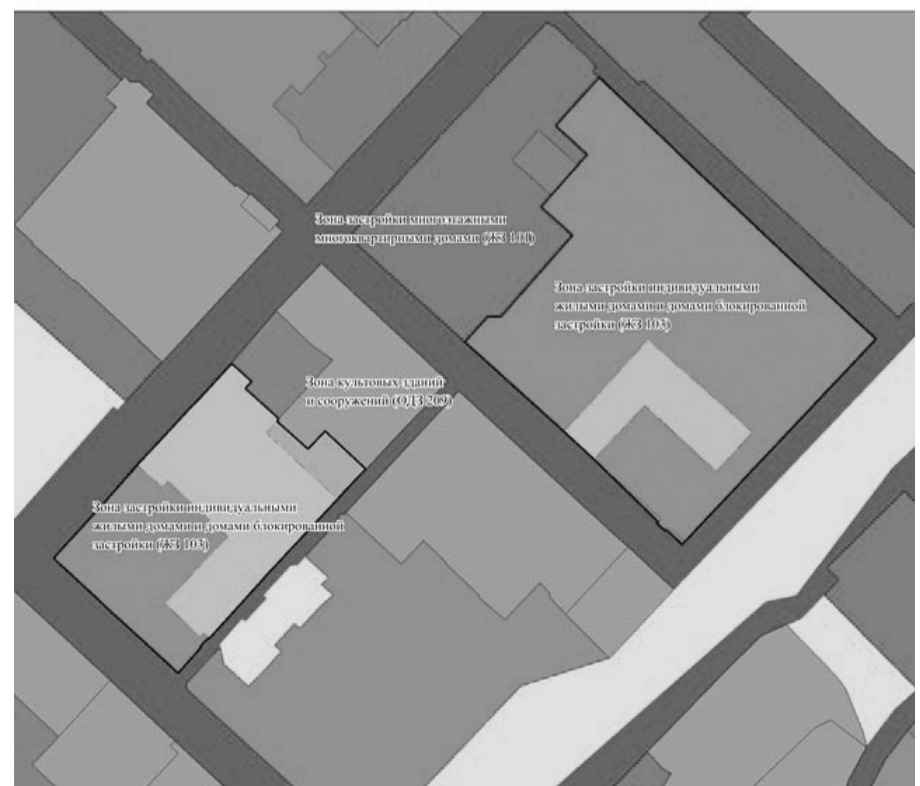 Зона застройки многоэтажными
многоквартирными домами (ЖЗ 101)
Зона застройки индивидуальными
жилыми домами и домами блокированной
застройки (ЖЗ 103)
Зона культовых зданий
и сооружений (ОДЗ 209)
Зона застройки индивидуальными
жилыми домами и домами блокированной
застройки (ЖЗ 103)